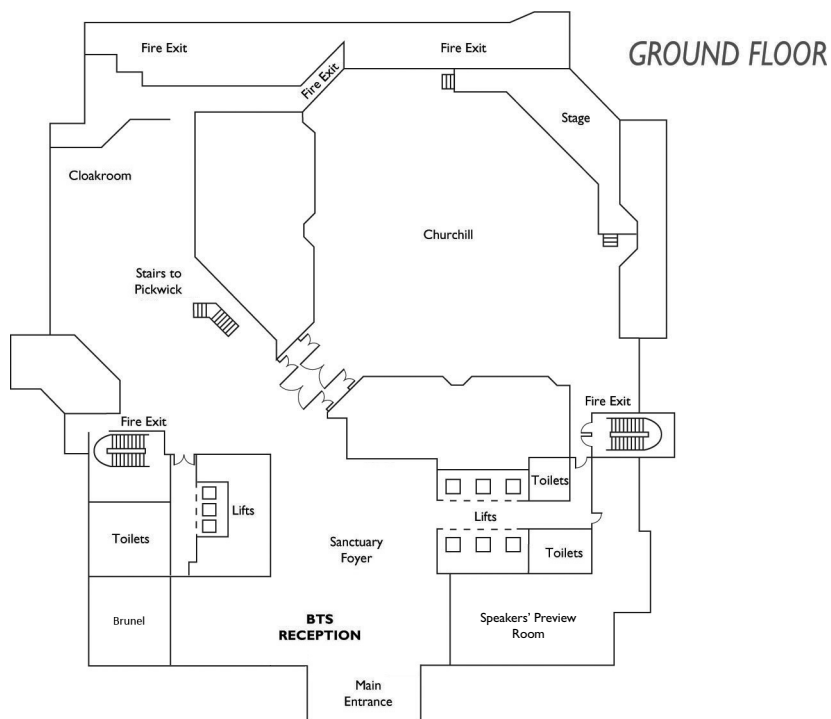 GROUND FLOOR
Fire Exit
Fire Exit
Fire Exit
Stage
Cloakroom
Churchill
Stairs to
Pickwick
Fire Exit
Fire Exit
Toilets
Lifts
Lifts
Toilets
Sanctuary
Foyer
Toilets
Brunel
BTS
RECEPTION
Speakers' Preview
Room
Main
Entrance